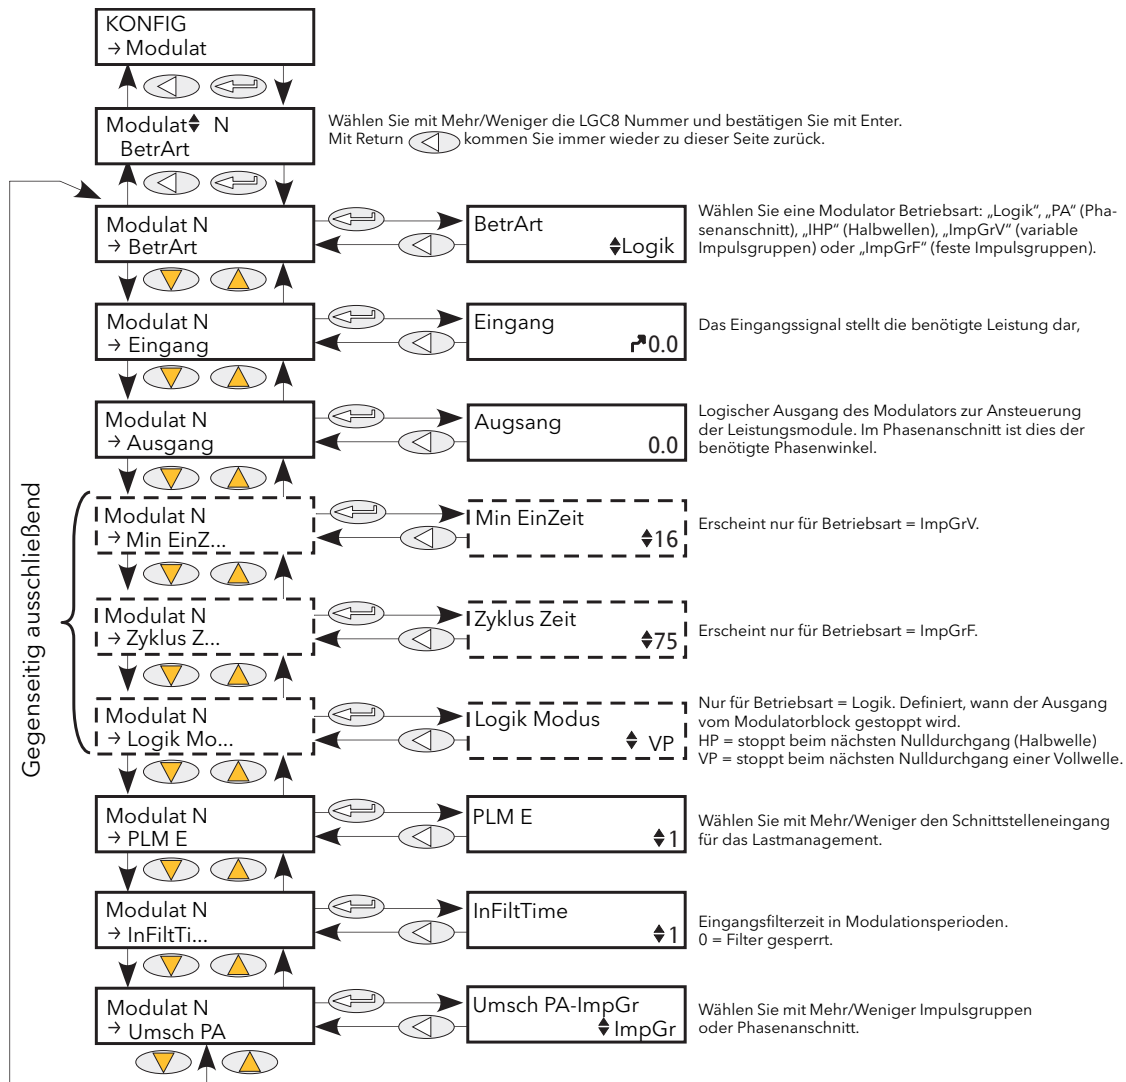 KONFIG
→ Modulat
Modulat N
BetrArt
Wählen Sie mit Mehr/Weniger die LGC8 Nummer und bestätigen Sie mit Enter.
Mit Return kommen Sie immer wieder zu dieser Seite zurück.
Modulat N
→ BetrArt
BetrArt
Logik
Wählen Sie eine Modulator Betriebsart: „Logik“, „PA“ (Pha-
senanschnitt), „IHP“ (Halbwellen), „ImpGrV“ (variable
Impulsgruppen) oder „ImpGrF“ (feste Impulsgruppen).
Modulat N
→ Eingang
Eingang
0.0
Das Eingangssignal stellt die benötigte Leistung dar,
Modulat N
→ Ausgang
Augsang
0.0
Logischer Ausgang des Modulators zur Ansteuerung
der Leistungsmodule. Im Phasenanschnitt ist dies der
benötigte Phasenwinkel.
Gegenseitig ausschließend
Modulat N
→ Min EinZ...
Min EinZeit
16
Erscheint nur für Betriebsart = ImpGrV.
Modulat N
→ Zyklus Z...
Zyklus Zeit
75
Erscheint nur für Betriebsart = ImpGrF.
Modulat N
→ Logik Mo...
Logik Modus
VP
Nur für Betriebsart = Logik. Definiert, wann der Ausgang
vom Modulatorblock gestoppt wird.
HP = stoppt beim nächsten Nulldurchgang (Halbwelle)
VP = stoppt beim nächsten Nulldurchgang einer Vollwelle.
Modulat N
→ PLM E
PLM E
1
Wählen Sie mit Mehr/Weniger den Schnittstelleneingang
für das Lastmanagement.
Modulat N
→ InFiltTi...
InFiltTime
1
Eingangsfilterzeit in Modulationsperioden.
0 = Filter gesperrt.
Modulat N
→ Umsch PA
Umsch PA-ImpGr
ImpGr
Wählen Sie mit Mehr/Weniger Impulsgruppen
oder Phasenanschnitt.